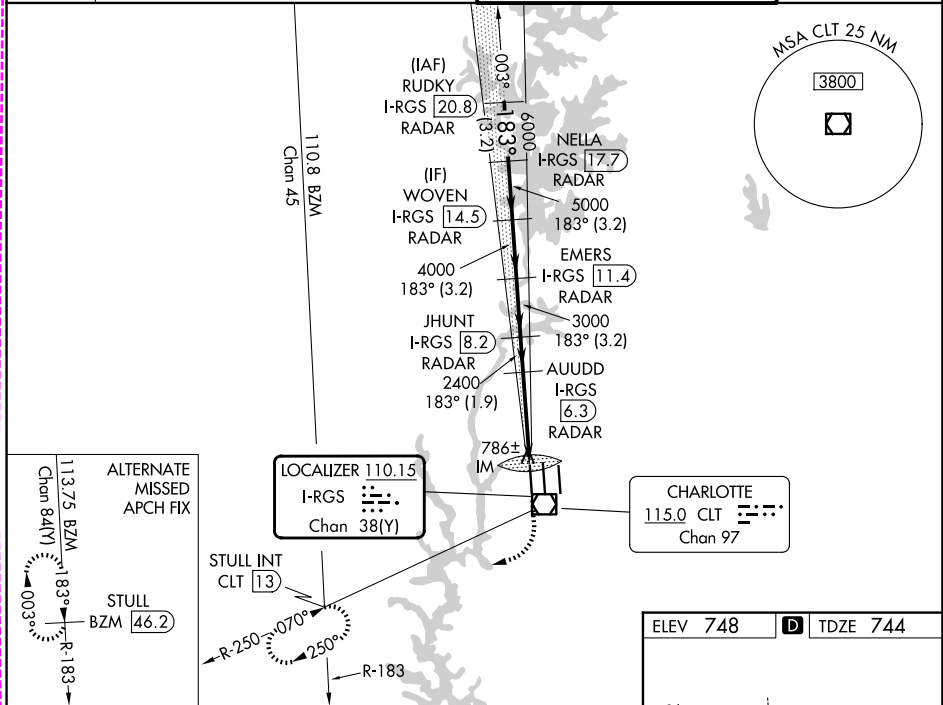 MSA CLT 25 NM
3800
(IAF)
RUDKY
I-RGS 20.8
RADAR
003°
183°
(3.2)
6000
NELLA
I-RGS 17.7
RADAR
5000
183° (3.2)
110.8 BZM
Chan 45
(IF)
WOVEN
I-RGS 14.5
RADAR
4000
183° (3.2)
EMERS
I-RGS 11.4
RADAR
3000
183° (3.2)
JHUNT
I-RGS 8.2
RADAR
2400
183° (1.9)
AUUDD
I-RGS
6.3
RADAR
786±
IM
LOCALIZER 110.15
I-RGS
Chan 38(Y)
CHARLOTTE
115.0 CLT
Chan 97
ALTERNATE
MISSED
APCH FIX
113.75 BZM
Chan 84(Y)
183°
003°
STULL
BZM 46.2
R-183
STULL INT
CLT 13
R-250
070°
250°
R-183
ELEV 748
D
TDZE 744